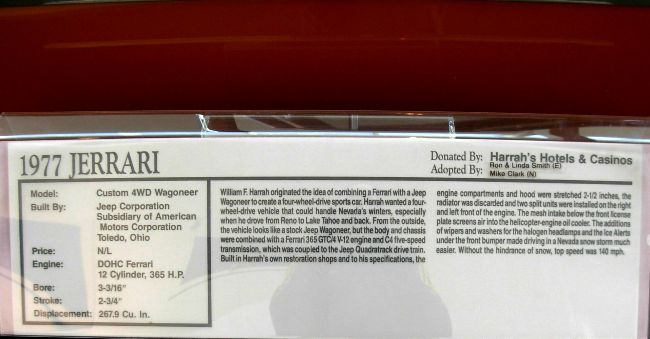 1977 JERRARI
Donated By: Harrah's Hotels & Casinos
Adopted By: Ron & Linda Smith (E)
Mike Clark (N)
Model: Custom 4WD Wagoneer
Built By: Jeep Corporation
Subsidiary of American
Motors Corporation
Toledo, Ohio
Price: N/L
Engine: DOHC Ferrari
12 Cylinder, 365 H.P.
Bore: 3-3/16"
Stroke: 2-3/4"
Displacement: 267.9 Cu. In.
William F. Harrah originated the idea of combining a Ferrari with a Jeep
Wagoneer to create a four-wheel-drive sports car. Harrah wanted a four-
wheel-drive vehicle that could handle Nevada's winters, especially
when he drove from Reno to Lake Tahoe and back. From the outside,
the vehicle looks like a stock Jeep Wagoneer, but the body and chassis
were combined with a Ferrari 365 GTC4 V-12 engine and C4 five-speed
transmission, which was coupled to the Jeep Quadratrack drive train.
Built in Harrah's own restoration shops and to his specifications, the
engine compartments and hood were stretched 2-1/2 inches, the
radiator was discarded and two split units were installed on the right
and left front of the engine. The mesh intake below the front license
plate screens air into the helicopter-engine oil cooler. The additions
of wipers and washers for the halogen headlamps and the Ice Alerts
under the front bumper made driving in a Nevada snow storm much
easier. Without the hindrance of snow, top speed was 140 mph.